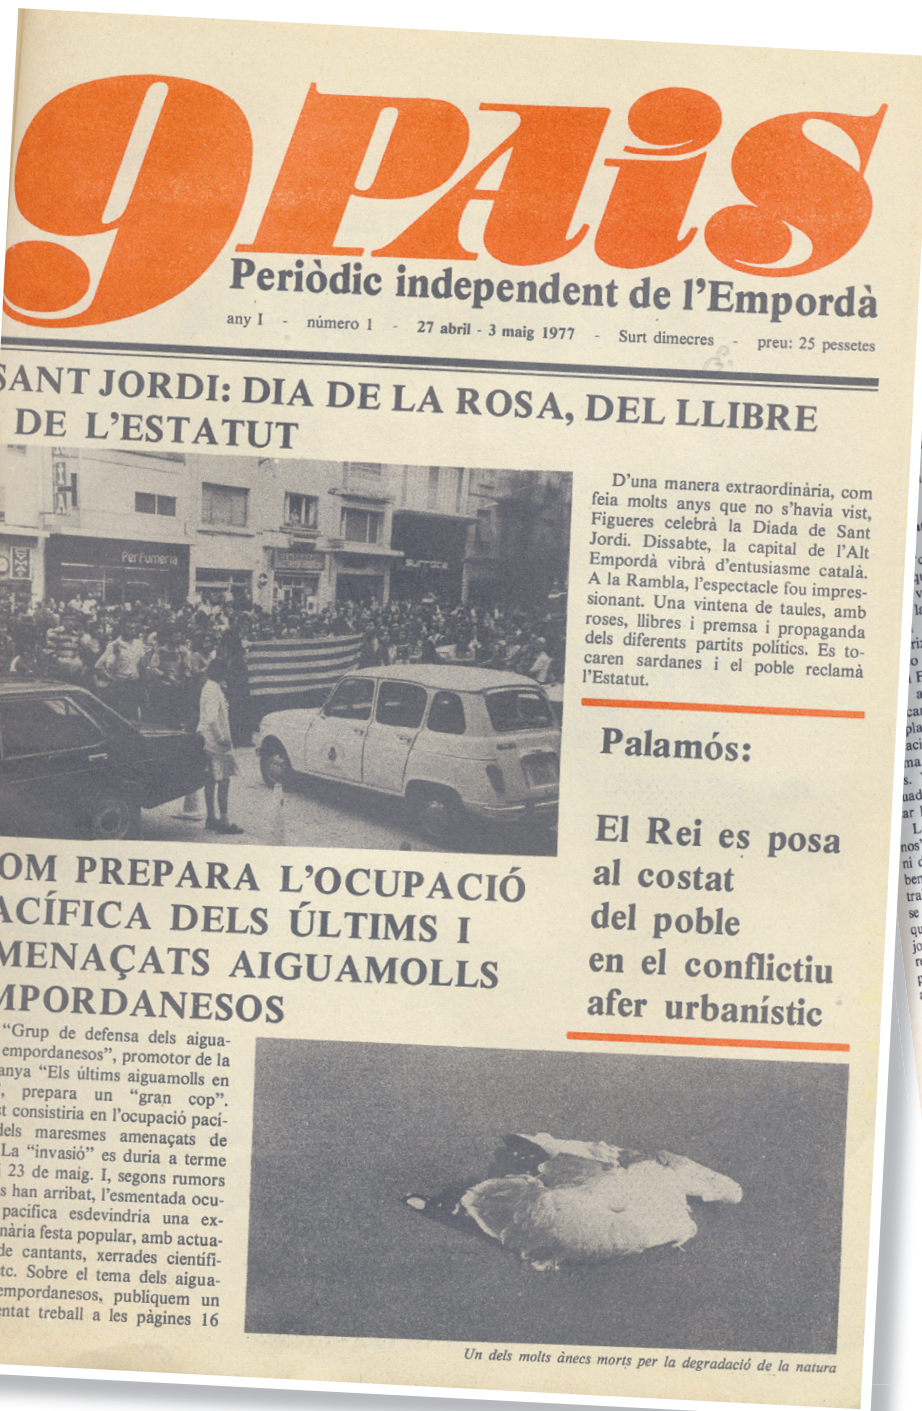 9 PAiS
Periòdic independent de l'Empordà
any I - número 1 - 27 abril - 3 maig 1977 - Surt dimecres - preu: 25 pessetes
SANT JORDI: DIA DE LA ROSA, DEL LLIBRE
DE L'ESTATUT
Perfumeria
D'una manera extraordinària, com
feia molts anys que no s'havia vist,
Figueres celebrà la Diada de Sant
Jordi. Dissabte, la capital de l'Alt
Empordà vibrà d'entusiasme català.
A la Rambla, l'espectacle fou impres-
sionant. Una vintena de taules, amb
roses, llibres i premsa i propaganda
dels diferents partits polítics. Es to-
caren sardanes i el poble reclamà
l'Estatut.
Palamós:
El Rei es posa
al costat
del poble
en el conflictiu
afer urbanístic
OM PREPARA L'OCUPACIÓ
ACÍFICA DELS ÚLTIMS I
MENAÇATS AIGUAMOLLS
MPORDANESOS
"Grup de defensa dels aigua-
empordanesos", promotor de la
anya "Els últims aiguamolls en
", prepara un "gran cop".
st consistiria en l'ocupació pací-
dels maresmes amenaçats de
La "invasió" es duria a terme
i 23 de maig. I, segons rumors
s han arribat, l'esmentada ocu-
pacifica esdevindria una ex-
nària festa popular, amb actua-
de cantants, xerrades científi-
tc. Sobre el tema dels aigua-
empordanesos, publiquem un
entat treball a les pàgines 16
Un dels molts ànecs morts per la degradació de la natura